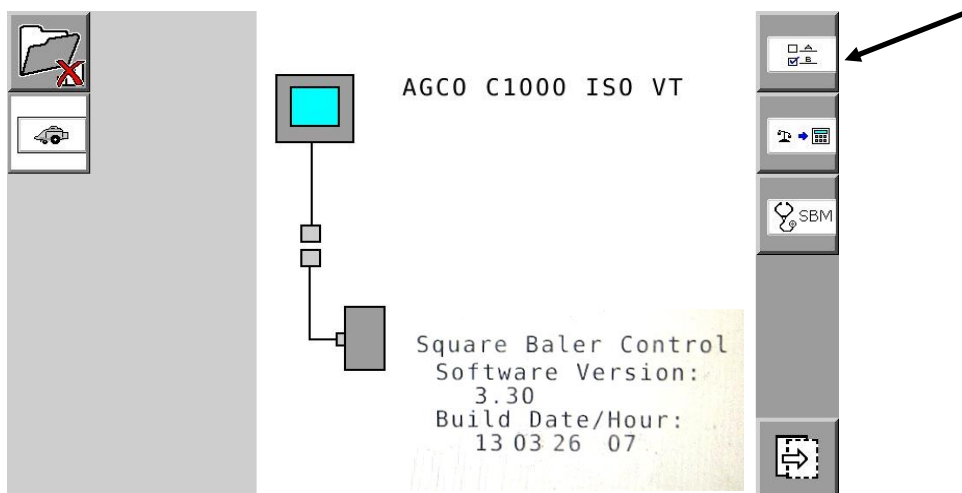 AGCO C1000 ISO VT
A
B
SBM
Square Baler Control
Software Version:
3.30
Build Date/Hour:
13 03 26 07